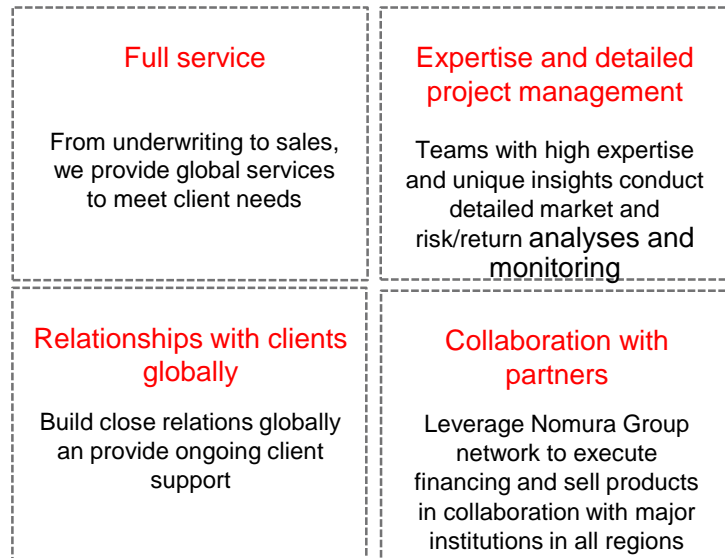 Full service
From underwriting to sales,
we provide global services
to meet client needs
Expertise and detailed
project management
Teams with high expertise
and unique insights conduct
detailed market and
risk/return analyses and
monitoring
Relationships with clients
globally
Build close relations globally
an provide ongoing client
support
Collaboration with
partners
Leverage Nomura Group
network to execute
financing and sell products
in collaboration with major
institutions in all regions